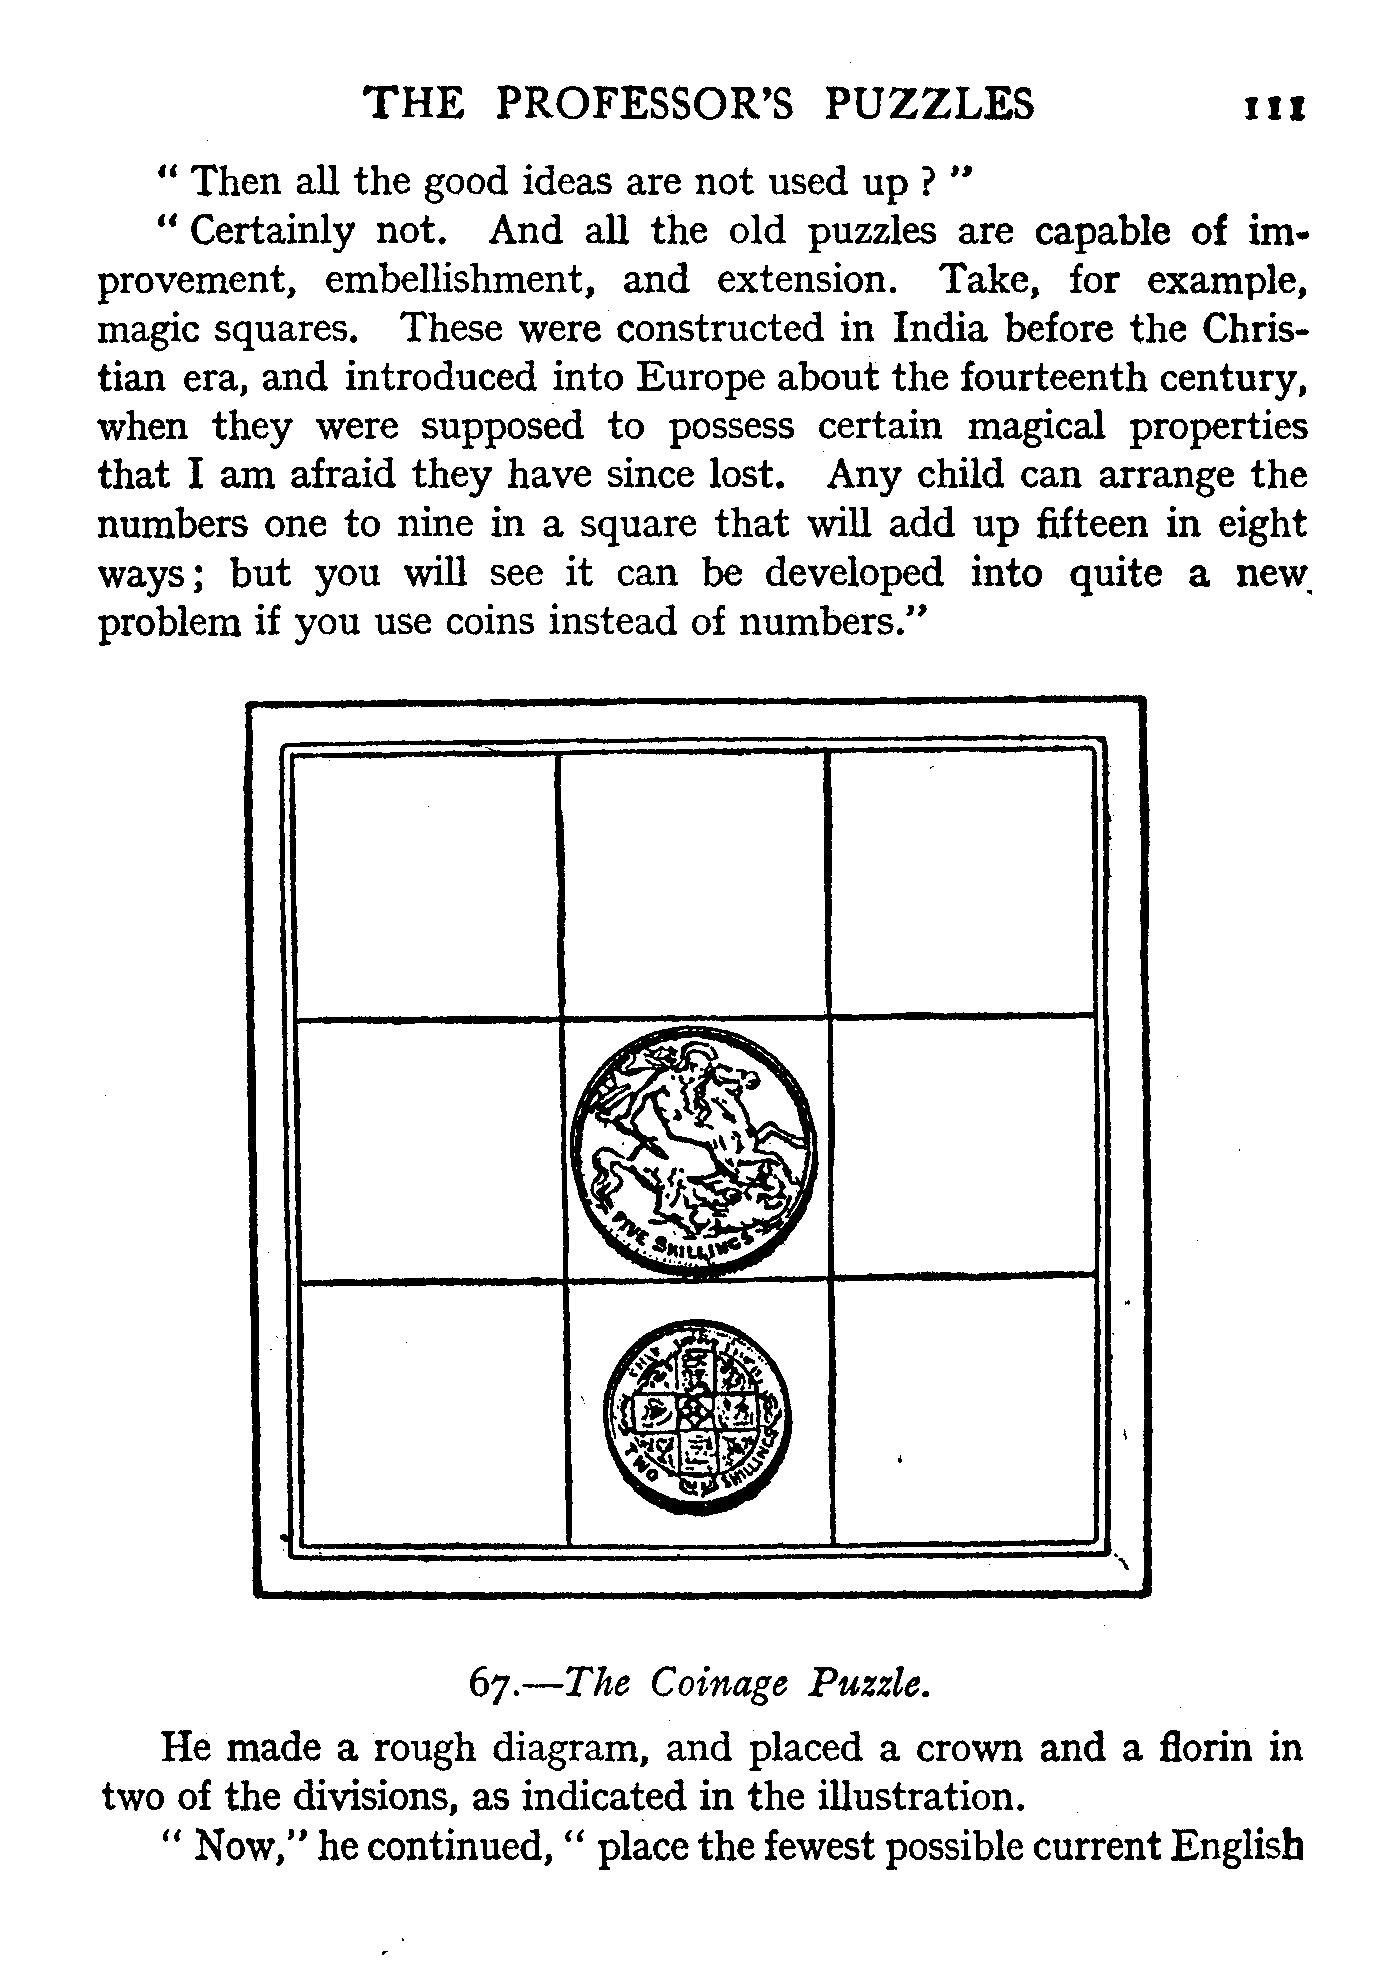 THE PROFESSOR'S PUZZLES 111
“ Then all the good ideas are not used up ? ”
“ Certainly not. And all the old puzzles are capable of im-
provement, embellishment, and extension. Take, for example,
magic squares. These were constructed in India before the Chris-
tian era, and introduced into Europe about the fourteenth century,
when they were supposed to possess certain magical properties
that I am afraid they have since lost. Any child can arrange the
numbers one to nine in a square that will add up fifteen in eight
ways; but you will see it can be developed into quite a new
problem if you use coins instead of numbers.”
FIVE SHILLINGS
TWO SHILLINGS
67.—The Coinage Puzzle.
He made a rough diagram, and placed a crown and a florin in
two of the divisions, as indicated in the illustration.
“ Now,” he continued, “ place the fewest possible current English